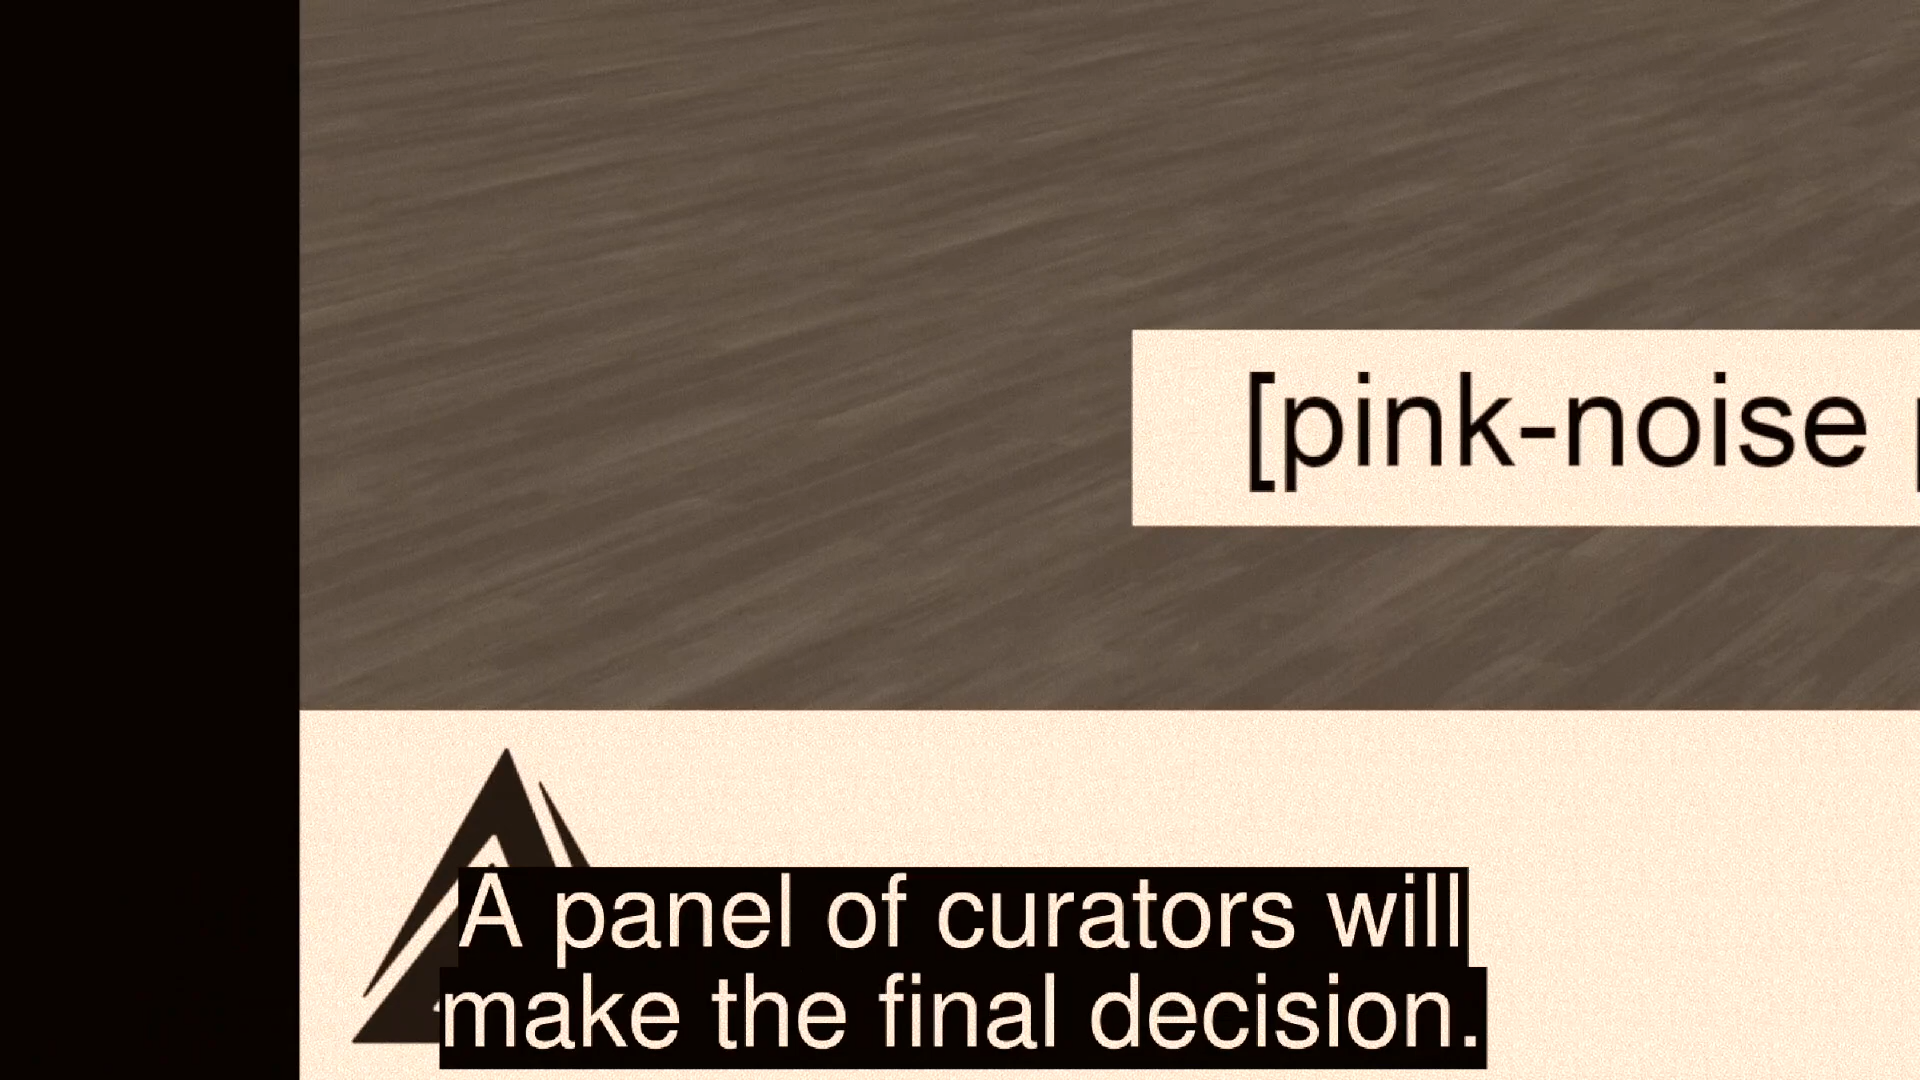 [pink-noise
A panel of curators will
make the final decision.